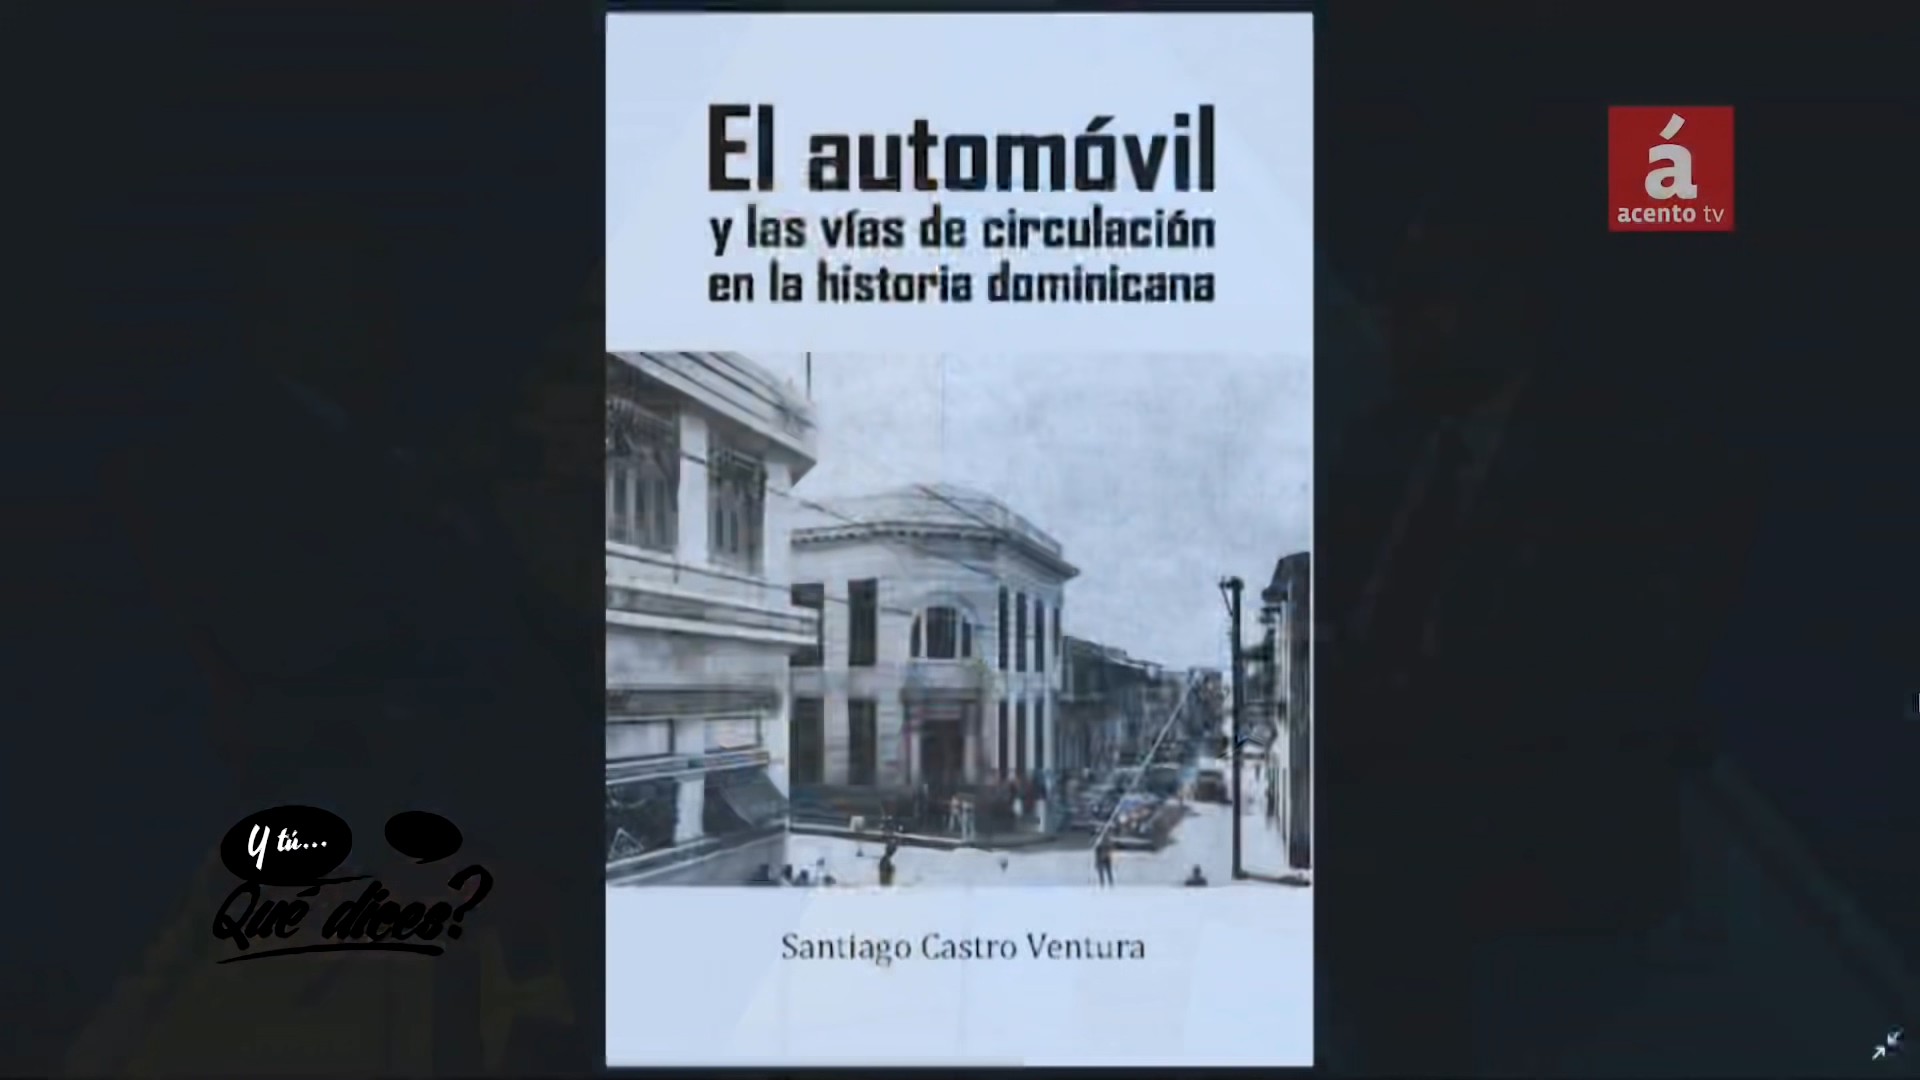 El automóvil
y las vías de circulación
en la historia dominicana
Santiago Castro Ventura
á
acento tv
Y tú...
Qué dices?